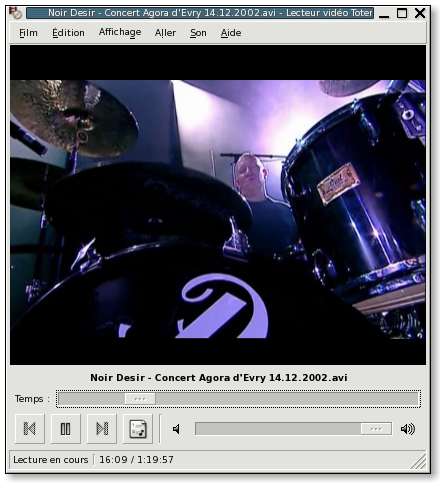 Noir Desir - Concert Agora d'Evry 14.12.2002.avi - Lecteur vidéo Toter
Film Édition Affichage Aller Son Aide
Noir Desir - Concert Agora d'Evry 14.12.2002.avi
Temps :
Lecture en cours 16:09 / 1:19:57